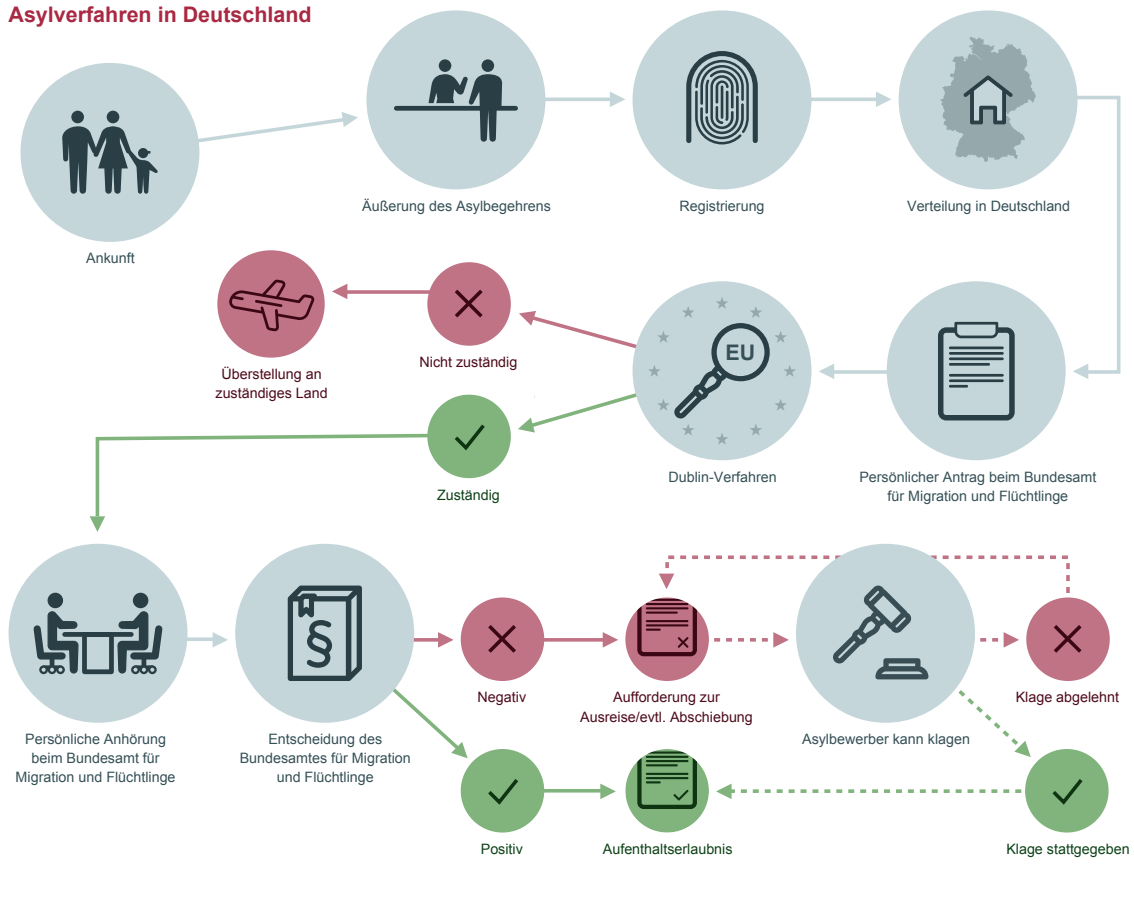 Asylverfahren in Deutschland
Ankunft
Äußerung des Asylbegehrens
Registrierung
Verteilung in Deutschland
Persönlicher Antrag beim Bundesamt
für Migration und Flüchtlinge
EU
Dublin-Verfahren
Nicht zuständig
Überstellung an
zuständiges Land
Zuständig
Persönliche Anhörung
beim Bundesamt für
Migration und Flüchtlinge
§
Entscheidung des
Bundesamtes für Migration
und Flüchtlinge
Negativ
Aufforderung zur
Ausreise/evtl. Abschiebung
Asylbewerber kann klagen
Klage abgelehnt
Positiv
Aufenthaltserlaubnis
Klage stattgegeben